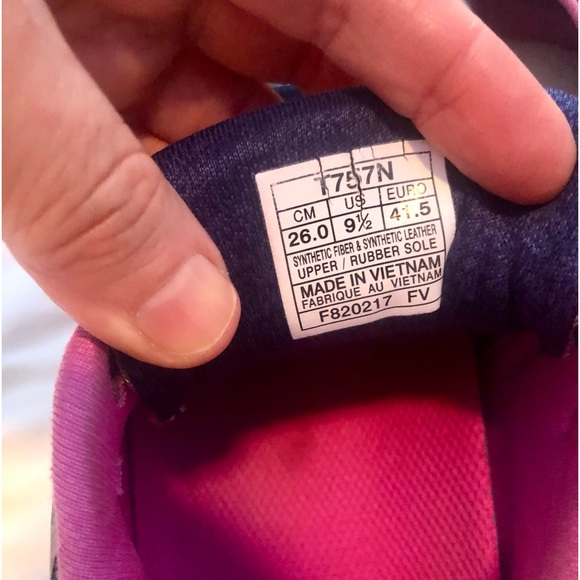 T757N
CM US EURO
26.0 9½ 41.5
SYNTHETIC FIBER & SYNTHETIC LEATHER
UPPER / RUBBER SOLE
MADE IN VIETNAM
FABRIQUE AU VIETNAM
F820217 FV